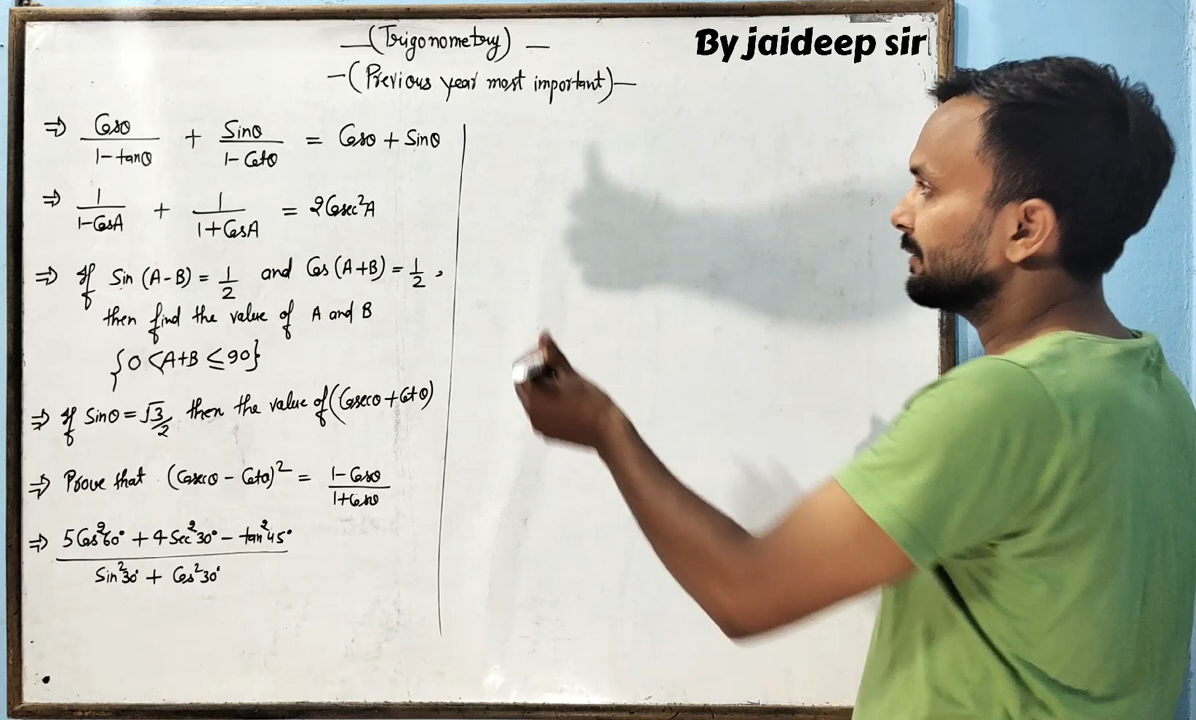 (Trigonometry)
By jaideep sir
(Previous year most important)
⇒ Cosθ/1-tanθ + Sinθ/1-Cotθ = Cosθ + Sinθ
⇒ 1/1-CosA + 1/1+CosA = 2Cosec²A
⇒ If Sin (A-B) = 1/2 and Cos (A+B) = 1/2,
then find the value of A and B
{0 < A+B ≤ 90}
⇒ If Sinθ = √3/2, then the value of (Cosecθ + Cotθ)
⇒ Prove that (Cosecθ - Cotθ)² = 1-Cosθ/1+Cosθ
⇒ 5Cos²60° + 4Sec²30° - tan²45°/Sin²30° + Cos²30°